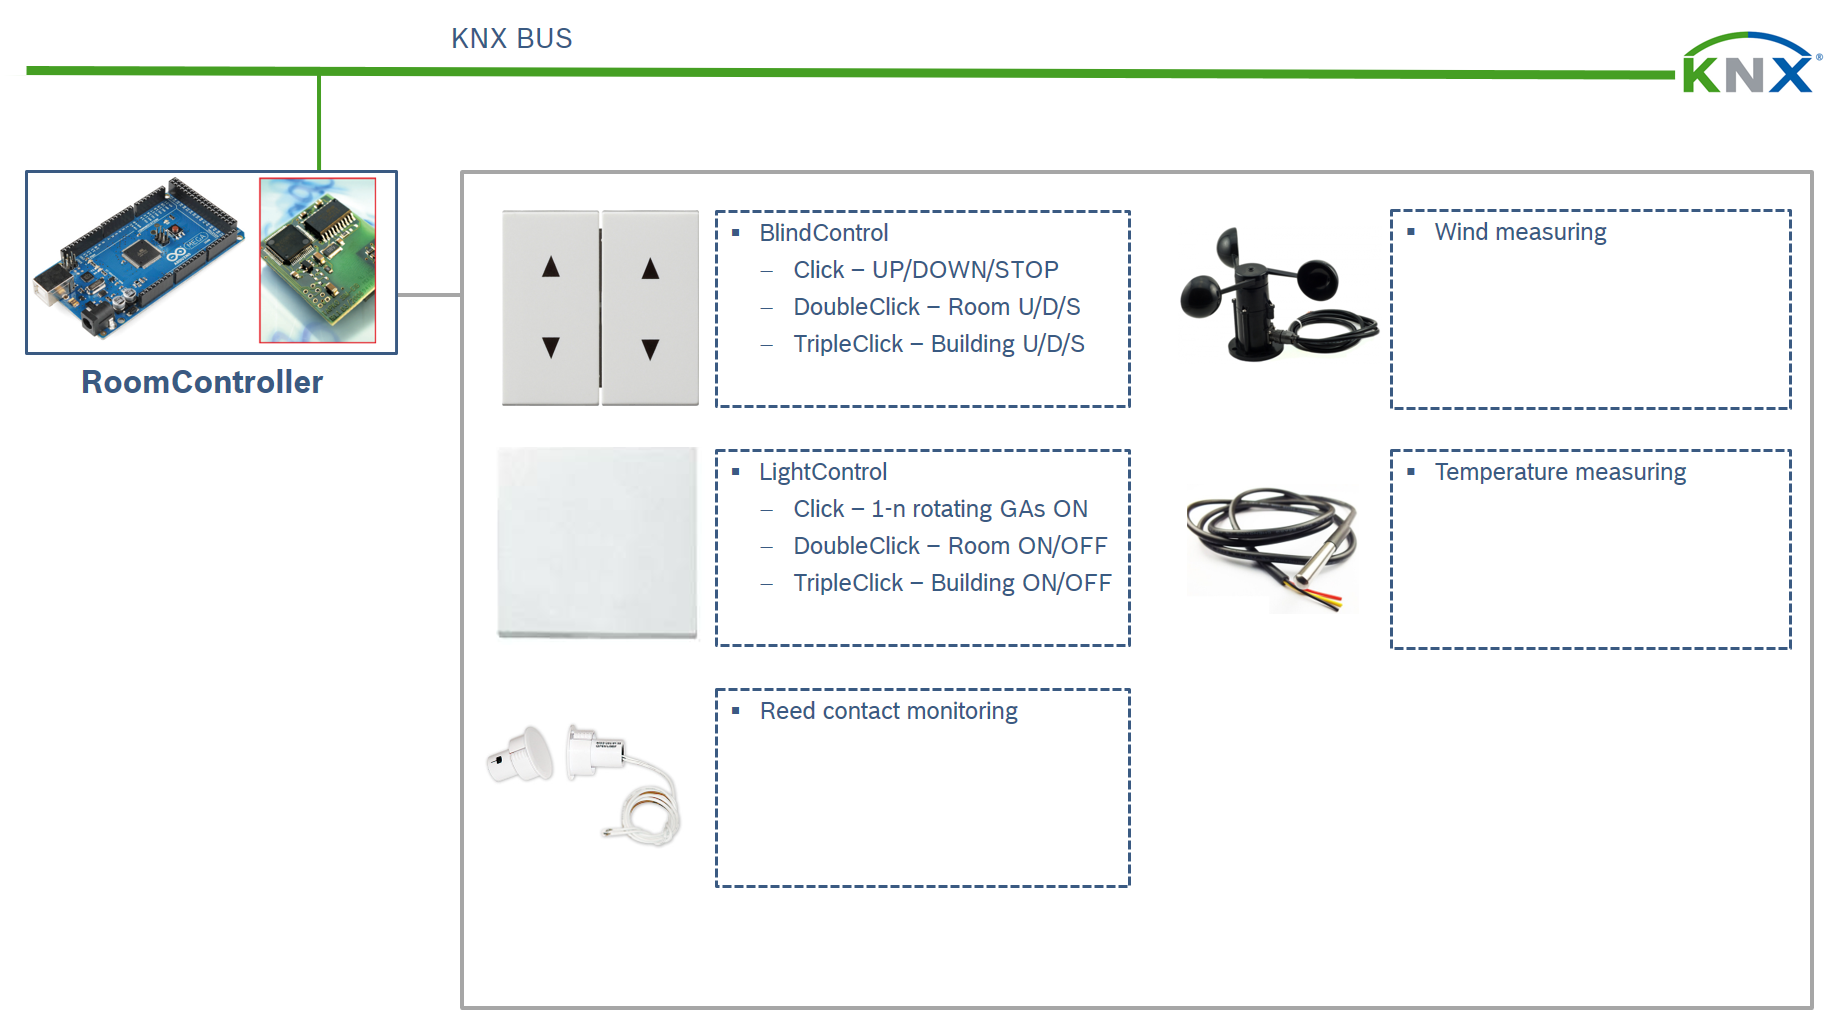 KNX BUS
KNX®
RoomController
▪ BlindControl
– Click – UP/DOWN/STOP
– DoubleClick – Room U/D/S
– TripleClick – Building U/D/S
▪ Wind measuring
▪ LightControl
– Click – 1-n rotating GAs ON
– DoubleClick – Room ON/OFF
– TripleClick – Building ON/OFF
▪ Temperature measuring
▪ Reed contact monitoring
MEGA